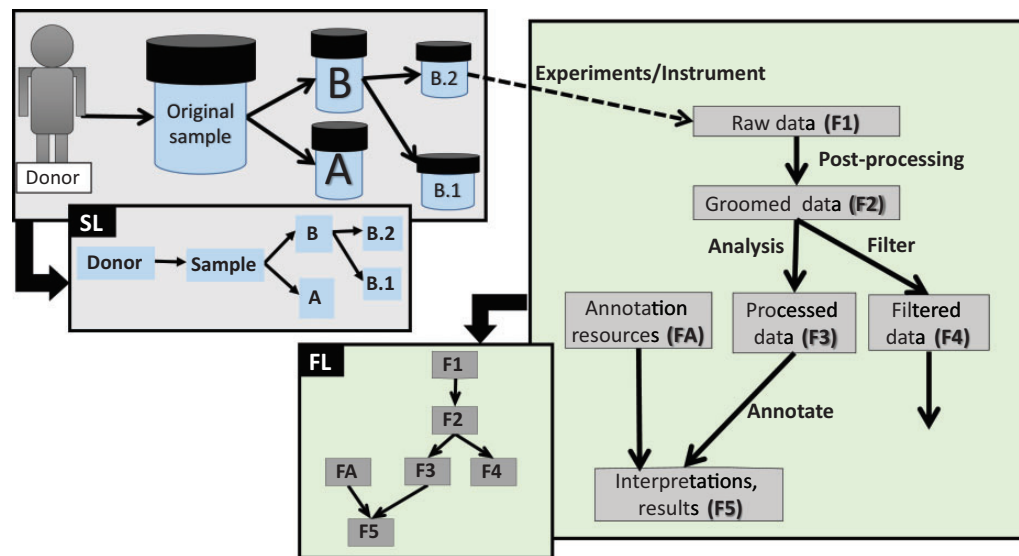 Donor
Original
sample
B
A
B.2
B.1
SL
Donor
Sample
B
A
B.2
B.1
Experiments/Instrument
Raw data (F1)
Post-processing
Groomed data (F2)
Analysis
Filter
Annotation
resources (FA)
Processed
data (F3)
Filtered
data (F4)
Annotate
Interpretations,
results (F5)
FL
F1
F2
FA
F3
F4
F5